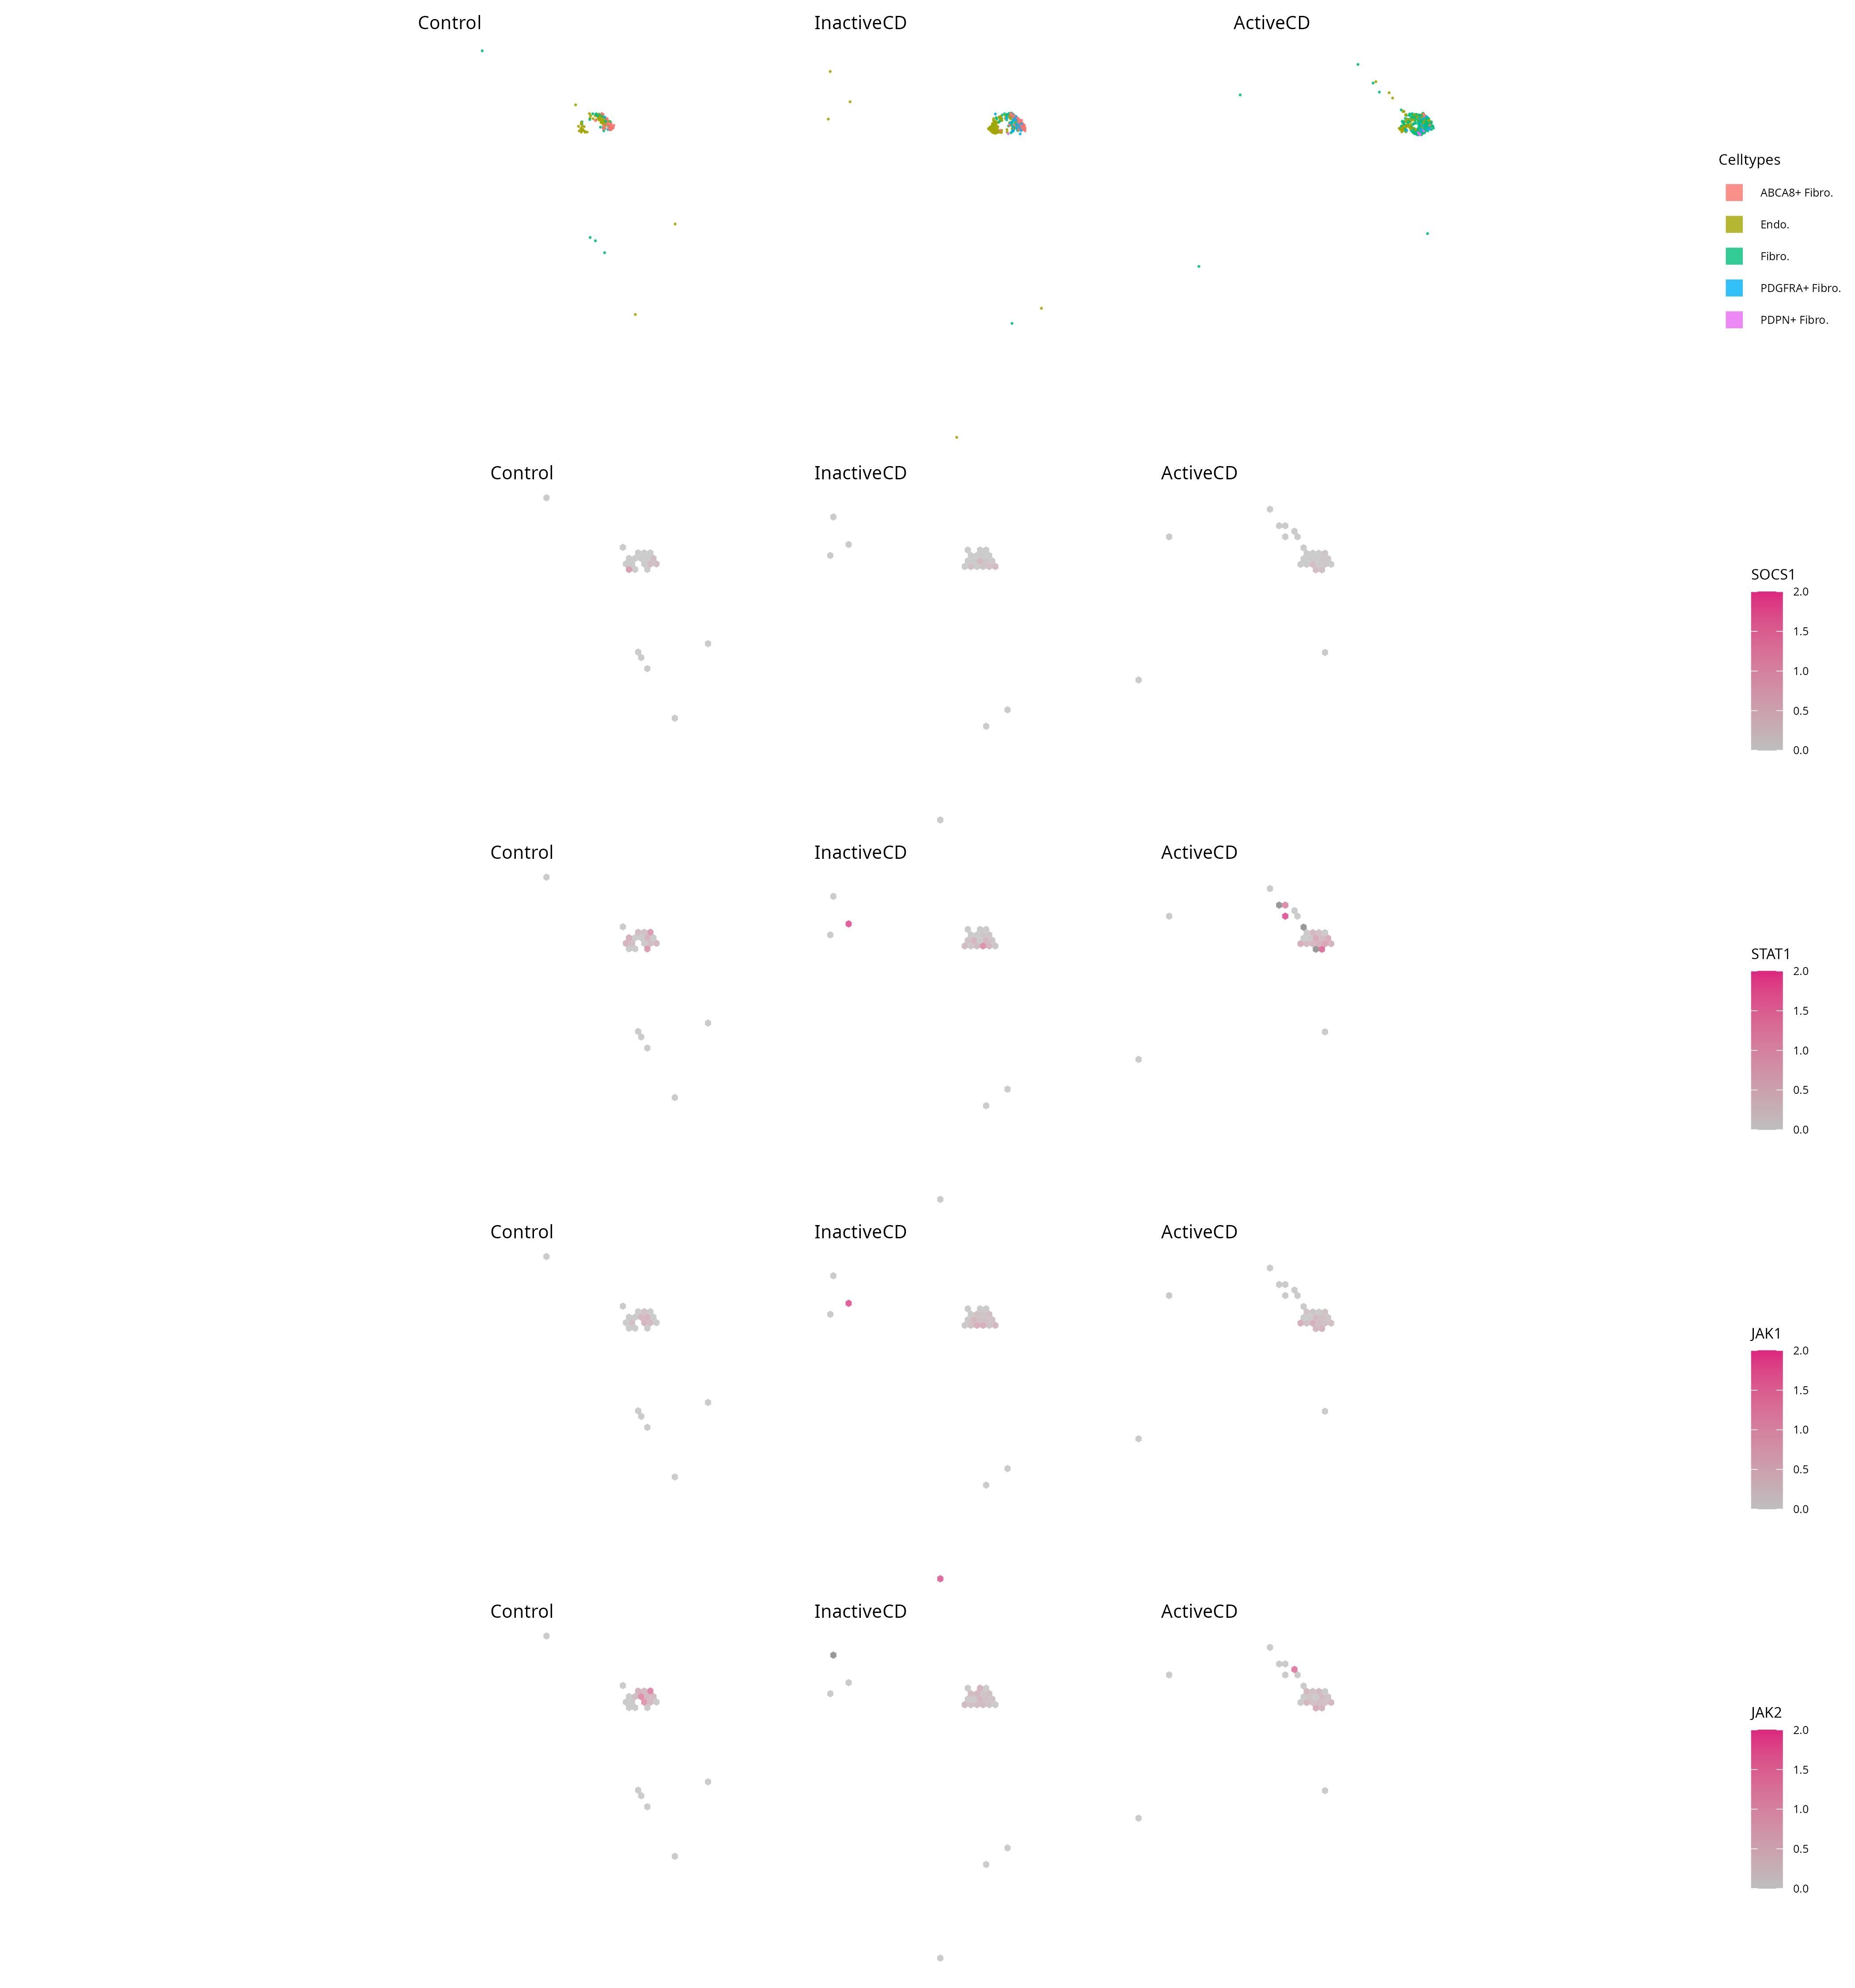 Control InactiveCD ActiveCD
Celltypes
ABCA8+ Fibro.
Endo.
Fibro.
PDGFRA+ Fibro.
PDPN+ Fibro.
Control InactiveCD ActiveCD
SOCS1
2.0
1.5
1.0
0.5
0.0
Control InactiveCD ActiveCD
STAT1
2.0
1.5
1.0
0.5
0.0
Control InactiveCD ActiveCD
JAK1
2.0
1.5
1.0
0.5
0.0
Control InactiveCD ActiveCD
JAK2
2.0
1.5
1.0
0.5
0.0